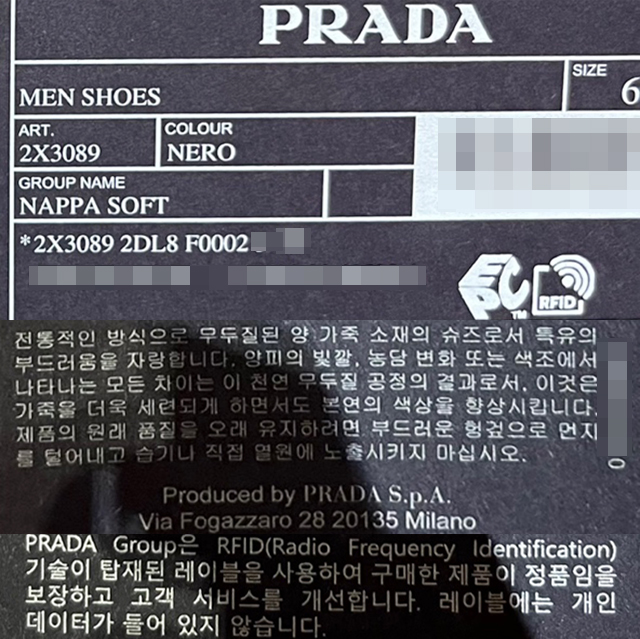 PRADA
SIZE
MEN SHOES 6
ART. COLOUR
2X3089 NERO
GROUP NAME
NAPPA SOFT
*2X3089 2DL8 F0002
EPC TM RFID
전통적인 방식으로 무두질된 양 가죽 소재의 슈즈로서 특유의
부드러움을 자랑합니다. 양피의 빛깔, 농담 변화 또는 색조에서
나타나는 모든 차이는 이 천연 무두질 공정의 결과로서, 이것은
가죽을 더욱 세련되게 하면서도 본연의 색상을 향상시킵니다.
제품의 원래 품질을 오래 유지하려면 부드러운 헝겊으로 먼지
를 털어내고 습기나 직접 열원에 노출시키지 마십시오.
Produced by PRADA S.p.A.
Via Fogazzaro 28 20135 Milano
PRADA Group은 RFID(Radio Frequency Identification)
기술이 탑재된 레이블을 사용하여 구매한 제품이 정품임을
보장하고 고객 서비스를 개선합니다. 레이블에는 개인
데이터가 들어 있지 않습니다.